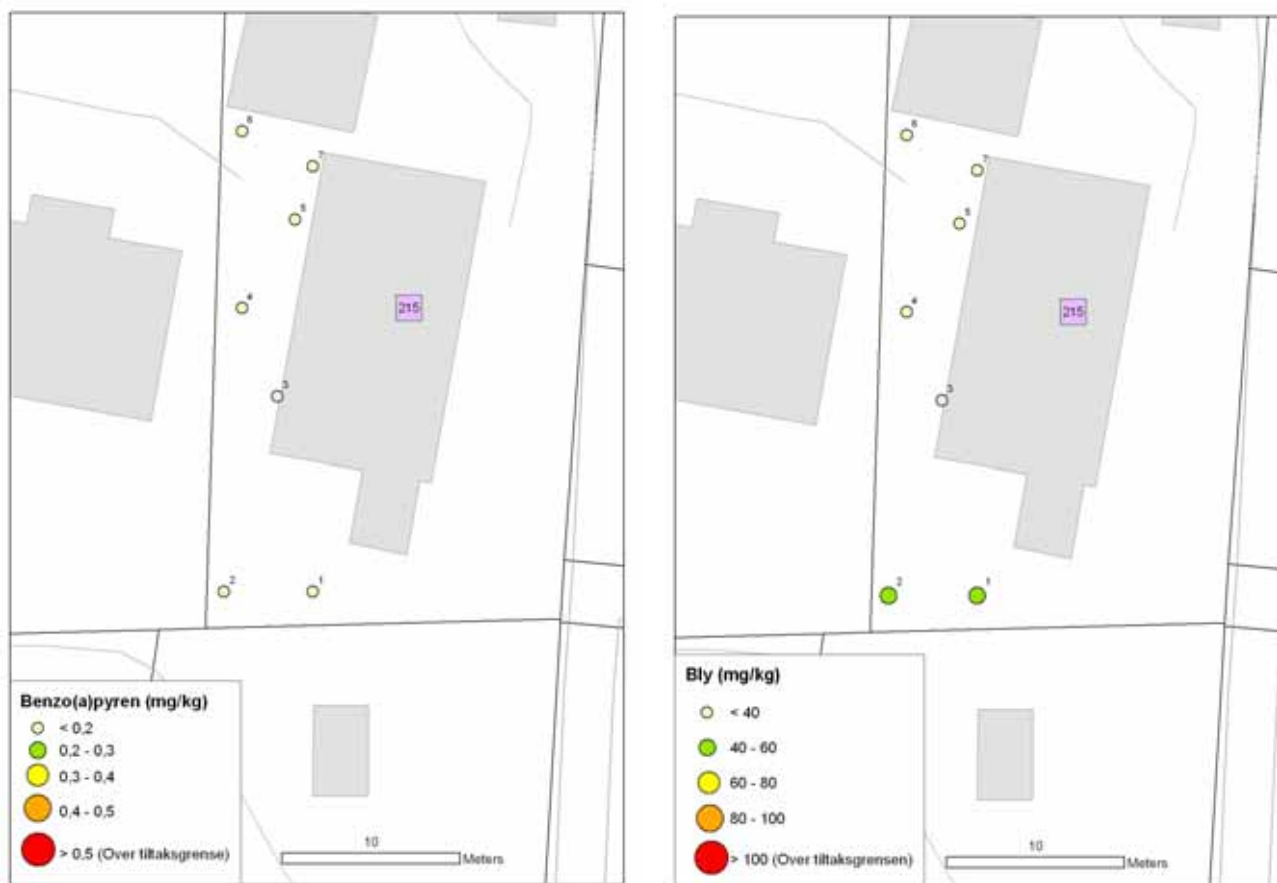 6
7
5
4
215
3
2
1
Benzo(a)pyren (mg/kg)
< 0,2
0,2 - 0,3
0,3 - 0,4
0,4 - 0,5
> 0,5 (Over tiltaksgrense)
10
Meters
6
7
5
4
215
3
2
1
Bly (mg/kg)
< 40
40 - 60
60 - 80
80 - 100
> 100 (Over tiltaksgrensen)
10
Meters